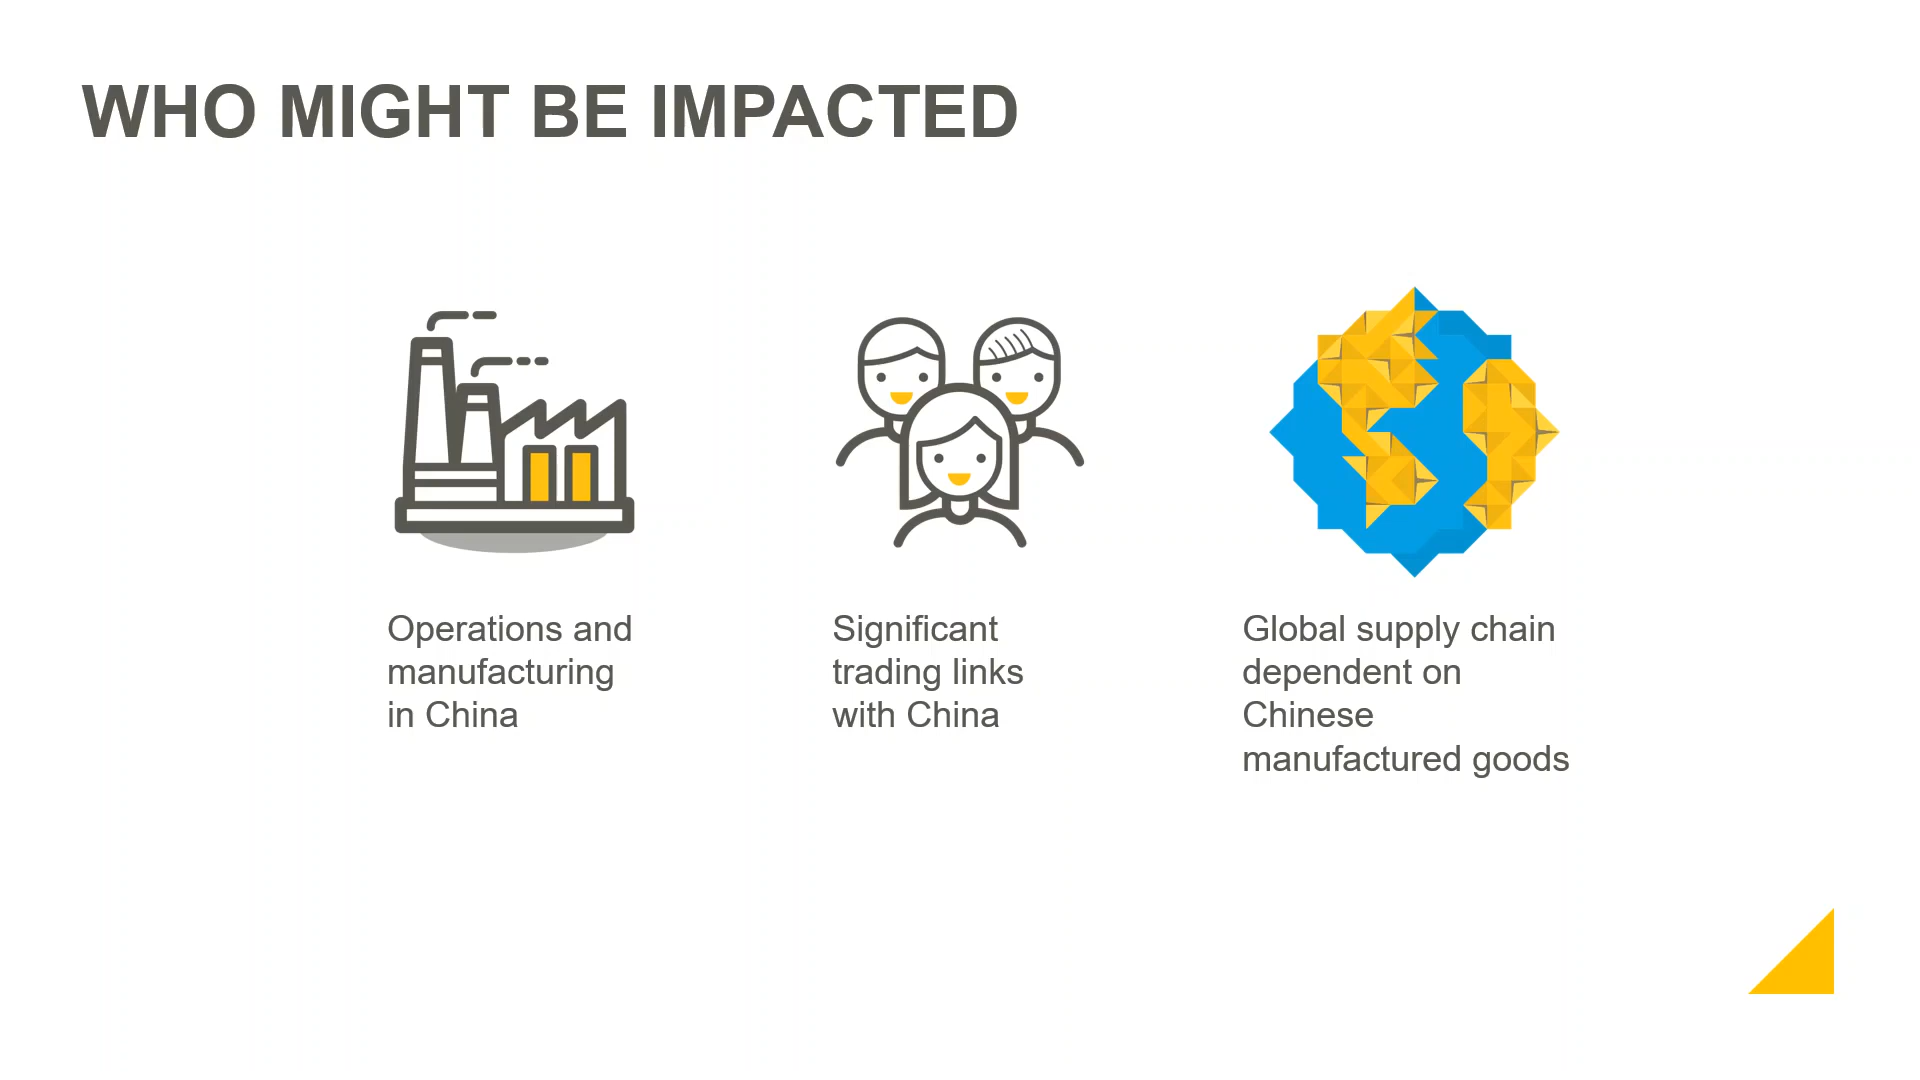 WHO MIGHT BE IMPACTED
Operations and
manufacturing
in China
Significant
trading links
with China
Global supply chain
dependent on
Chinese
manufactured goods